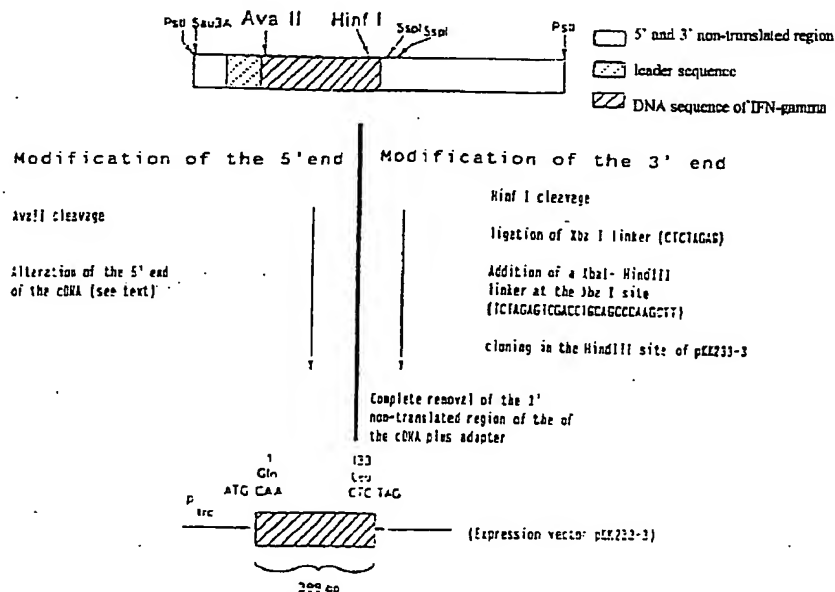 PstI Sau3A Ava II Hinf I SspI SspI PstI
5' and 3' non-translated region
leader sequence
DNA sequence of IFN-gamma
Modification of the 5'end
Modification of the 3' end
AvaII cleavage
Alteration of the 5' end
of the cDNA (see text)
Hinf I cleavage
ligation of Xba I linker (CTCTAGAG)
Addition of a XbaI- HindIII
linker at the Xba I site
(TCTAGAGTCGACCTGCAGCCCAAGCTT)
cloning in the HindIII site of pKK233-3
Complete removal of the 3'
non-translated region of the of
the cDNA plus adapter
1 133
Gln Leu
ATG CAA CTC TAG
P trc
(Expression vector pKK233-3)
399 bp